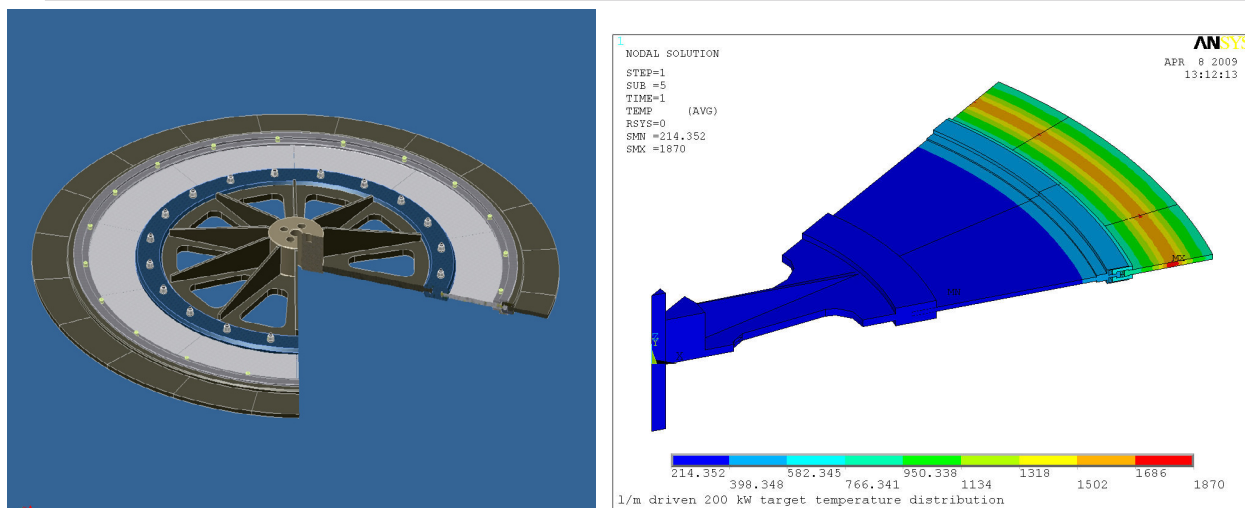 1
NODAL SOLUTION
ANSYS
APR 8 2009
13:12:13
STEP=1
SUB =5
TIME=1
TEMP (AVG)
RSYS=0
SMN =214.352
SMX =1870
MX
Y
X
214.352 582.345 950.338 1318 1686
398.348 766.341 1134 1502 1870
l/m driven 200 kW target temperature distribution